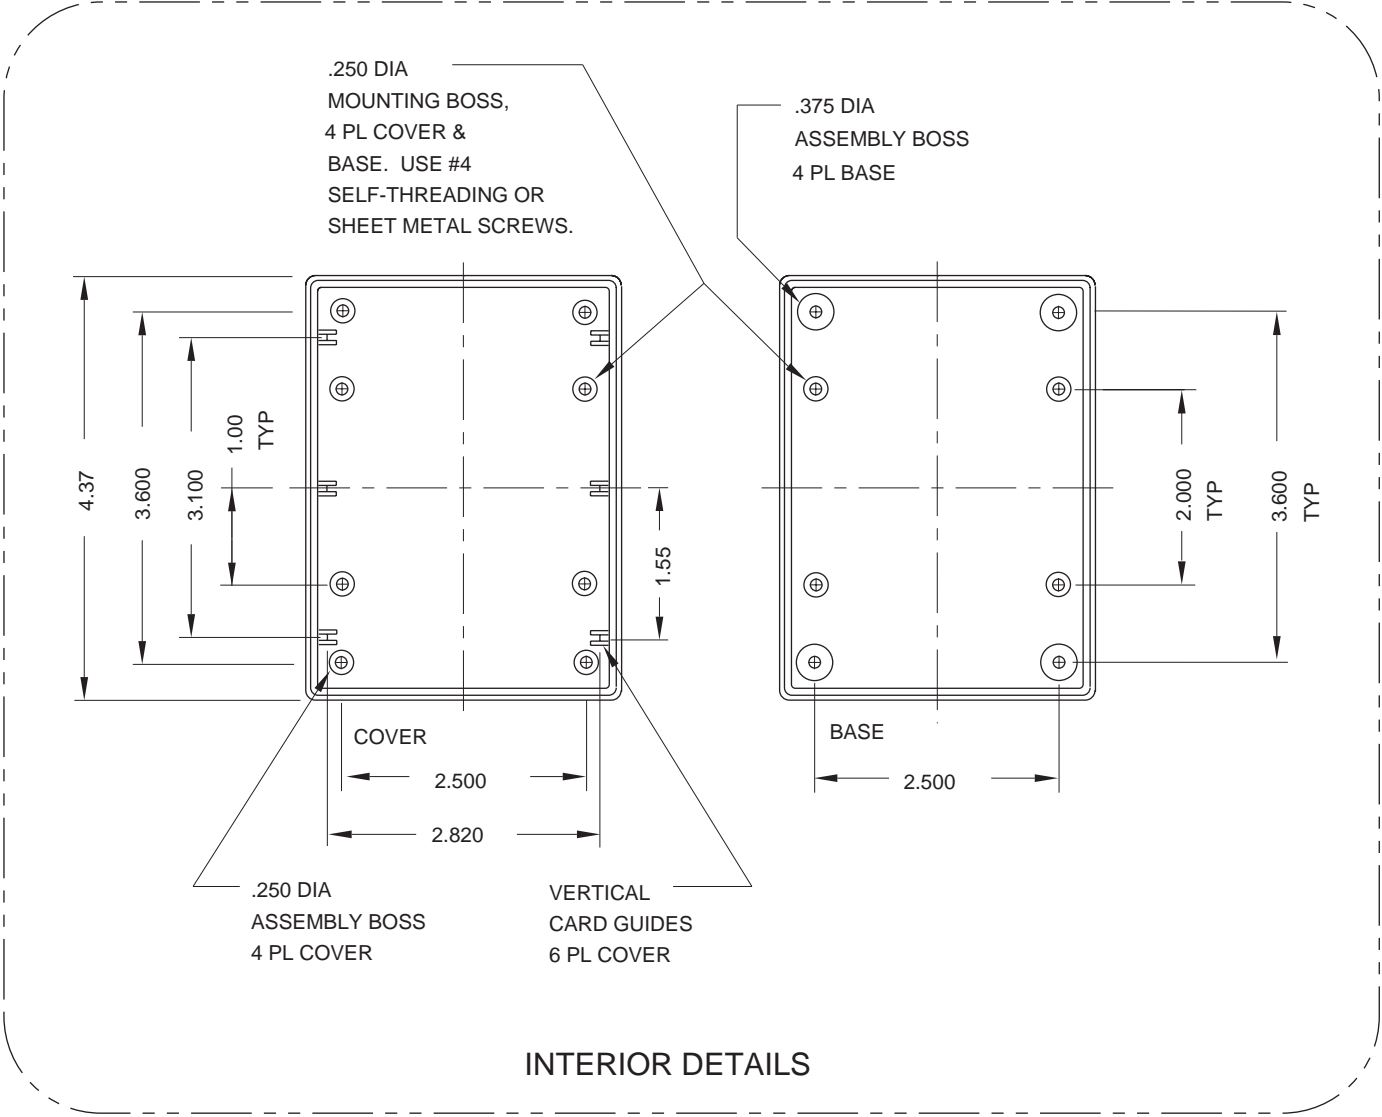 .250 DIA
MOUNTING BOSS,
4 PL COVER &
BASE.  USE #4
SELF-THREADING OR
SHEET METAL SCREWS.
.375 DIA
ASSEMBLY BOSS
4 PL BASE
4.37
3.600
3.100
1.00
TYP
1.55
2.000
TYP
3.600
TYP
COVER
2.500
2.820
BASE
2.500
.250 DIA
ASSEMBLY BOSS
4 PL COVER
VERTICAL
CARD GUIDES
6 PL COVER
INTERIOR DETAILS